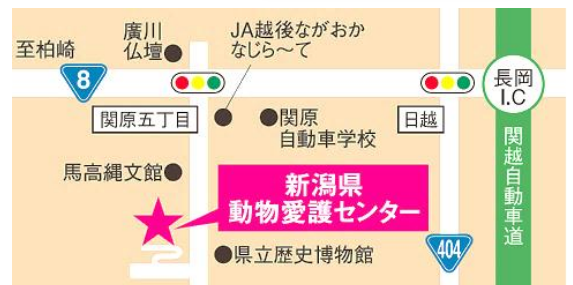 廣川
仏壇
JA越後ながおか
なじら〜て
至柏崎
8
長岡
I.C
関原五丁目
関原
自動車学校
日越
関越自動車道
馬高縄文館
新潟県
動物愛護センター
県立歴史博物館
404